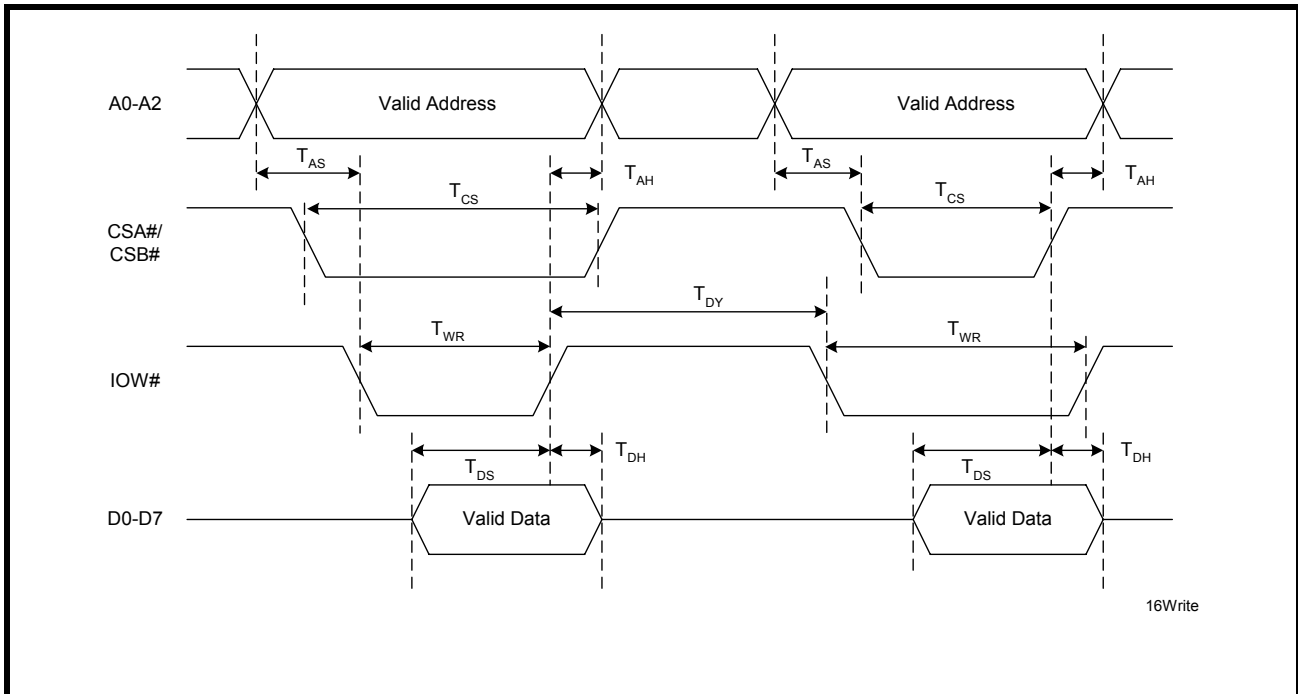 A0-A2
Valid Address
Valid Address
TAS
TAH
TAS
TAH
TCS
TCS
CSA#/
CSB#
TDY
TWR
TWR
IOW#
TDH
TDH
TDS
TDS
D0-D7
Valid Data
Valid Data
16Write